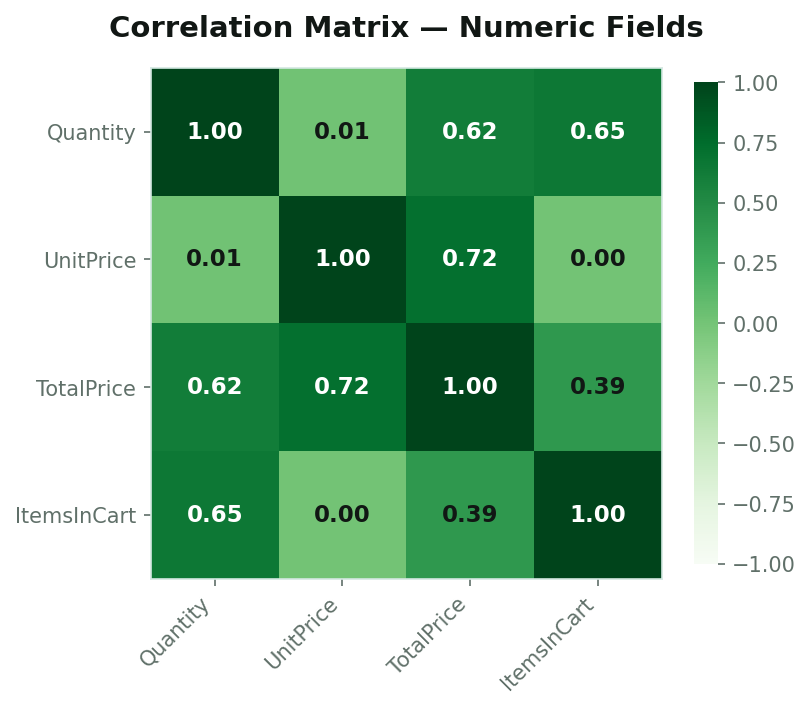 Correlation Matrix — Numeric Fields
Quantity 1.00 0.01 0.62 0.65
UnitPrice 0.01 1.00 0.72 0.00
TotalPrice 0.62 0.72 1.00 0.39
ItemsInCart 0.65 0.00 0.39 1.00
Quantity UnitPrice TotalPrice ItemsInCart
1.00
0.75
0.50
0.25
0.00
−0.25
−0.50
−0.75
−1.00